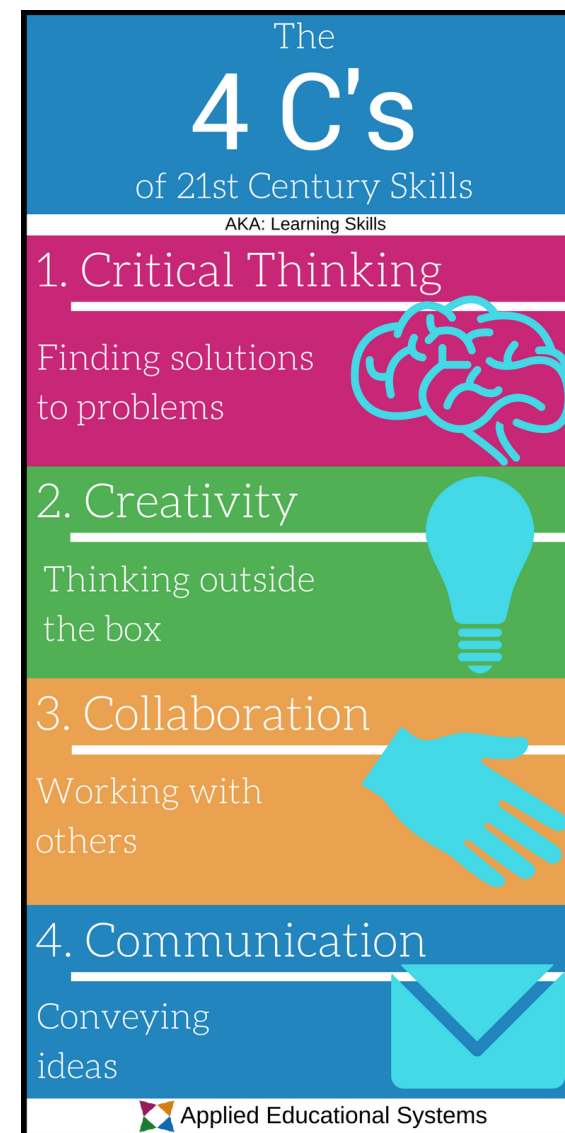 The
4 C's
of 21st Century Skills
AKA: Learning Skills
1. Critical Thinking
Finding solutions
to problems
2. Creativity
Thinking outside
the box
3. Collaboration
Working with
others
4. Communication
Conveying
ideas
Applied Educational Systems